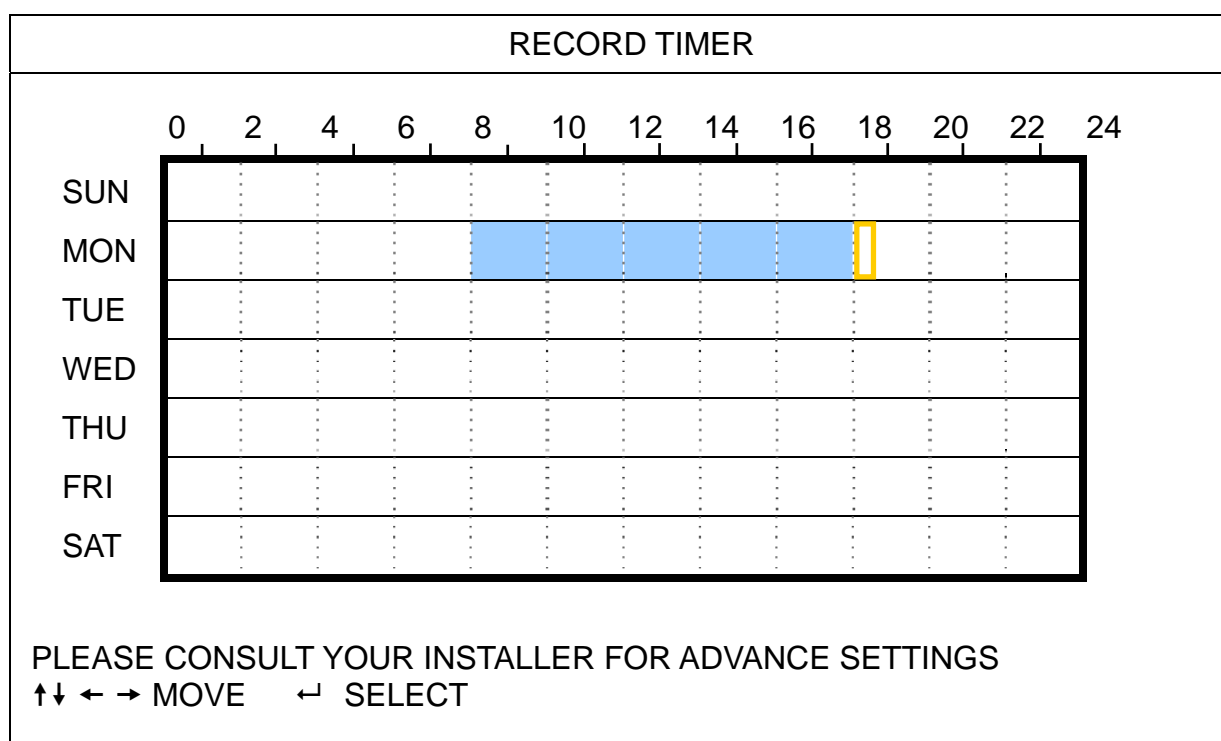 RECORD TIMER
0 2 4 6 8 10 12 14 16 18 20 22 24
SUN
MON
TUE
WED
THU
FRI
SAT
PLEASE CONSULT YOUR INSTALLER FOR ADVANCE SETTINGS
↑↓ ← → MOVE ↵ SELECT